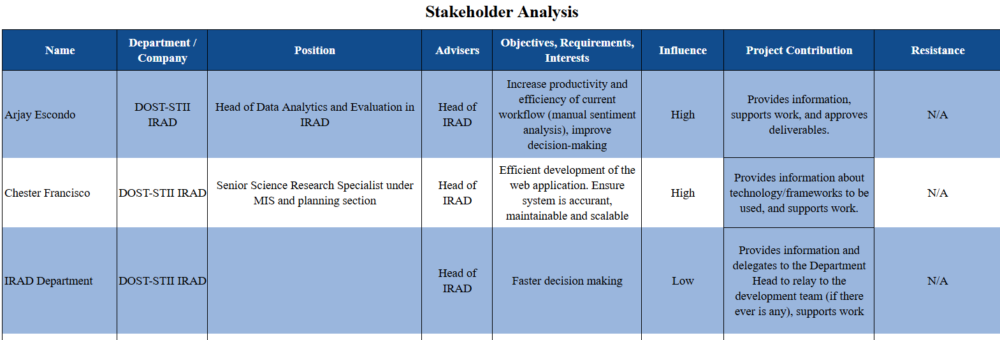 Stakeholder Analysis
Name
Department /
Company
Position
Advisers
Objectives, Requirements,
Interests
Influence
Project Contribution
Resistance
Arjay Escondo
DOST-STII
IRAD
Head of Data Analytics and Evaluation in
IRAD
Head of
IRAD
Increase productivity and
efficiency of current
workflow (manual sentiment
analysis), improve
decision-making
High
Provides information,
supports work, and approves
deliverables.
N/A
Chester Francisco
DOST-STII IRAD
Senior Science Research Specialist under
MIS and planning section
Head of
IRAD
Efficient development of the
web application. Ensure
system is accurant,
maintainable and scalable
High
Provides information about
technology/frameworks to be
used, and supports work.
N/A
IRAD Department
DOST-STII IRAD
Head of
IRAD
Faster decision making
Low
Provides information and
delegates to the Department
Head to relay to the
development team (if there
ever is any), supports work
N/A